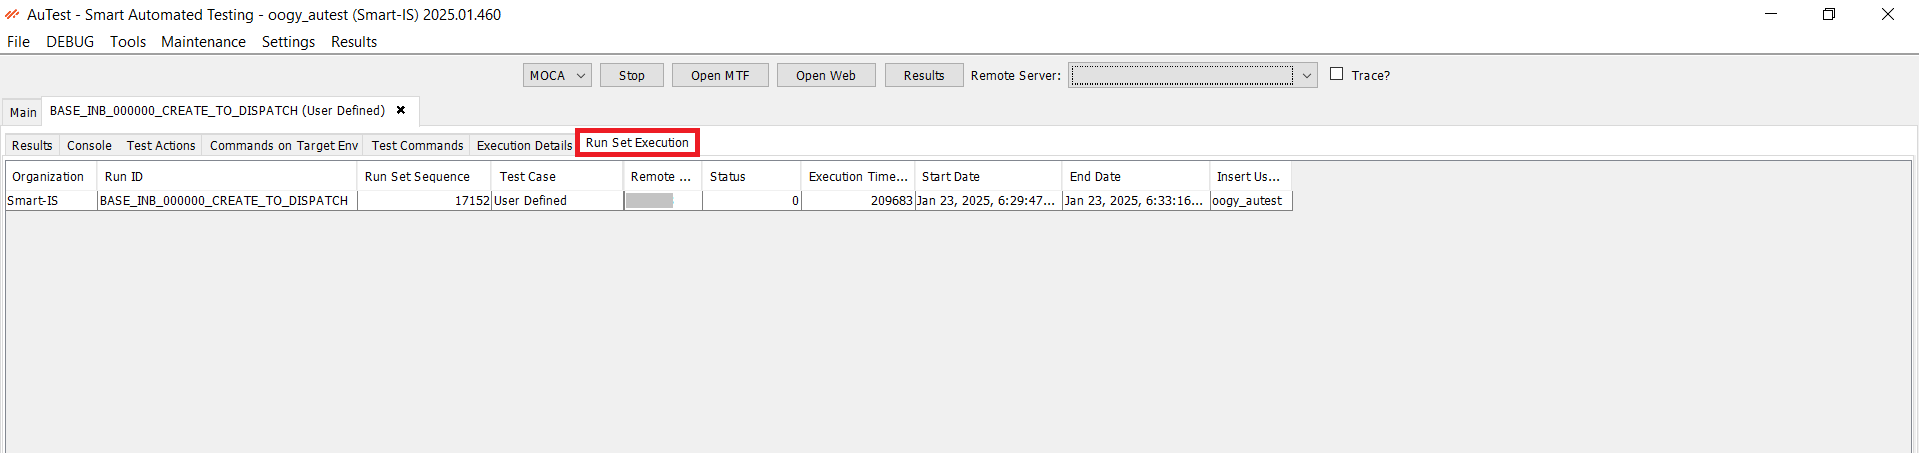 AuTest - Smart Automated Testing - oogy_autest (Smart-IS) 2025.01.460
File DEBUG Tools Maintenance Settings Results
MOCA Stop Open MTF Open Web Results Remote Server: Trace?
Main BASE_INB_000000_CREATE_TO_DISPATCH (User Defined)
Results Console Test Actions Commands on Target Env Test Commands Execution Details Run Set Execution
Organization Run ID Run Set Sequence Test Case Remote ... Status Execution Time... Start Date End Date Insert Us...
Smart-IS BASE_INB_000000_CREATE_TO_DISPATCH 17152 User Defined 0 209683 Jan 23, 2025, 6:29:47... Jan 23, 2025, 6:33:16... oogy_autest